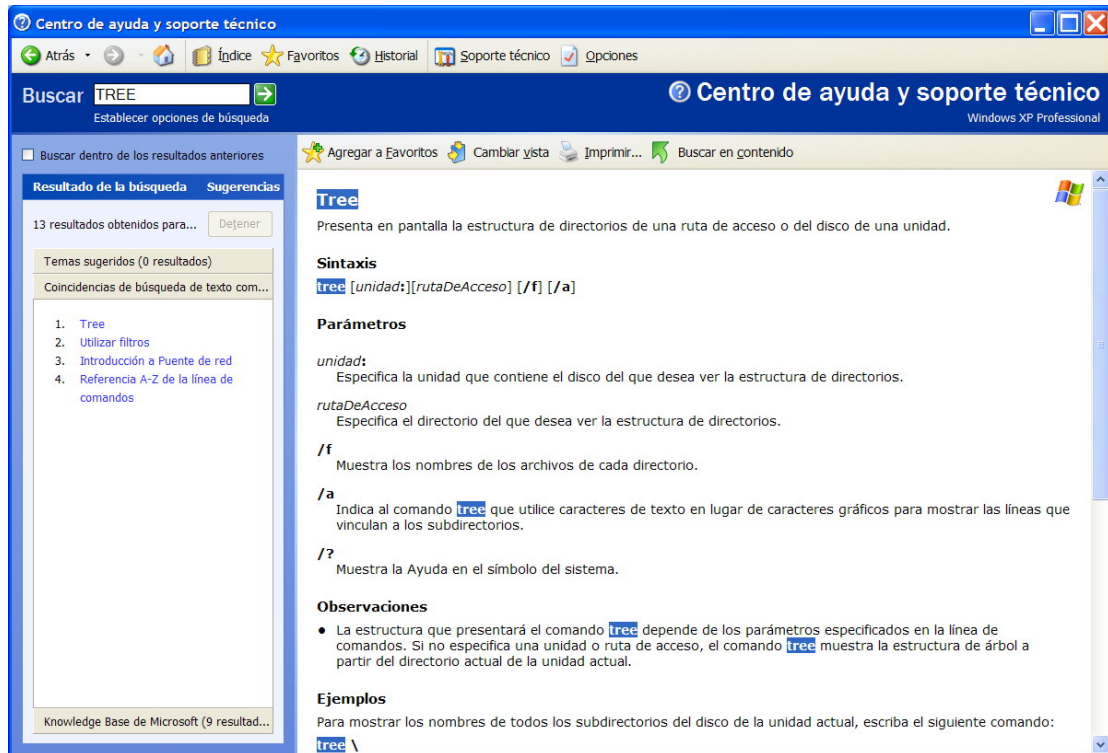 Centro de ayuda y soporte técnico
Atrás Índice Favoritos Historial Soporte técnico Opciones
Buscar TREE
Establecer opciones de búsqueda
Centro de ayuda y soporte técnico
Windows XP Professional
Buscar dentro de los resultados anteriores
Resultado de la búsqueda Sugerencias
13 resultados obtenidos para... Detener
Temas sugeridos (0 resultados)
Coincidencias de búsqueda de texto com...
1. Tree
2. Utilizar filtros
3. Introducción a Puente de red
4. Referencia A-Z de la línea de
comandos
Knowledge Base de Microsoft (9 resultad...
Agregar a Favoritos Cambiar vista Imprimir... Buscar en contenido
Tree
Presenta en pantalla la estructura de directorios de una ruta de acceso o del disco de una unidad.
Sintaxis
tree [unidad:][rutaDeAcceso] [/f] [/a]
Parámetros
unidad:
Especifica la unidad que contiene el disco del que desea ver la estructura de directorios.
rutaDeAcceso
Especifica el directorio del que desea ver la estructura de directorios.
/f
Muestra los nombres de los archivos de cada directorio.
/a
Indica al comando tree que utilice caracteres de texto en lugar de caracteres gráficos para mostrar las líneas que
vinculan a los subdirectorios.
/?
Muestra la Ayuda en el símbolo del sistema.
Observaciones
• La estructura que presentará el comando tree depende de los parámetros especificados en la línea de
comandos. Si no especifica una unidad o ruta de acceso, el comando tree muestra la estructura de árbol a
partir del directorio actual de la unidad actual.
Ejemplos
Para mostrar los nombres de todos los subdirectorios del disco de la unidad actual, escriba el siguiente comando:
tree \